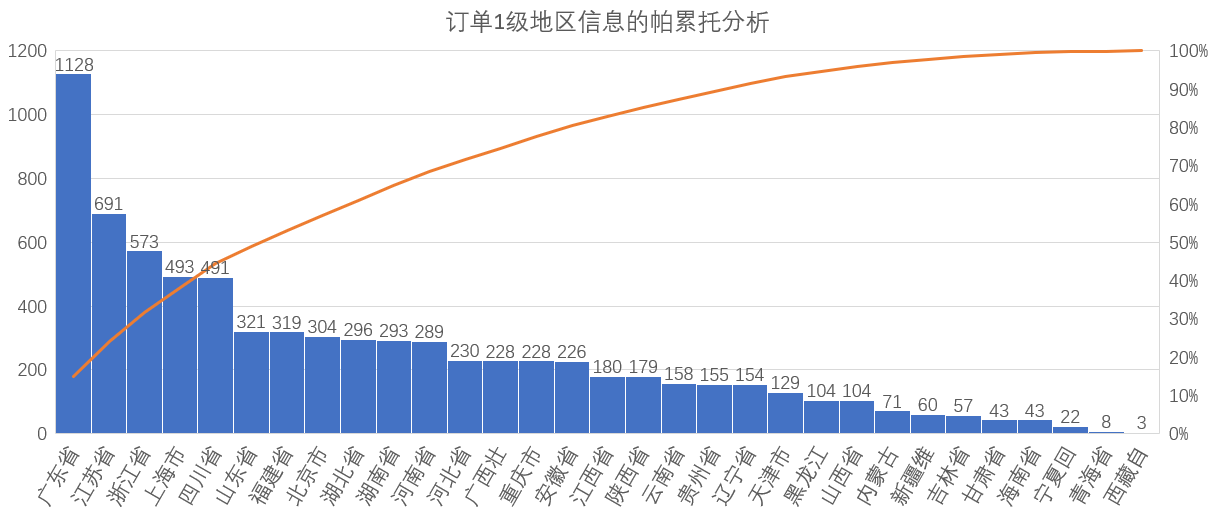 订单1级地区信息的帕累托分析
1200
1000
800
600
400
200
0
100%
90%
80%
70%
60%
50%
40%
30%
20%
10%
0%
1128
691
573
493
491
321
319
304
296
293
289
230
228
228
226
180
179
158
155
154
129
104
104
71
60
57
43
43
22
8
3
广东省
江苏省
浙江省
上海市
四川省
山东省
福建省
北京市
湖北省
湖南省
河南省
河北省
广西壮
重庆市
安徽省
江西省
陕西省
云南省
贵州省
辽宁省
天津市
黑龙江
山西省
内蒙古
新疆维
吉林省
甘肃省
海南省
宁夏回
青海省
西藏自